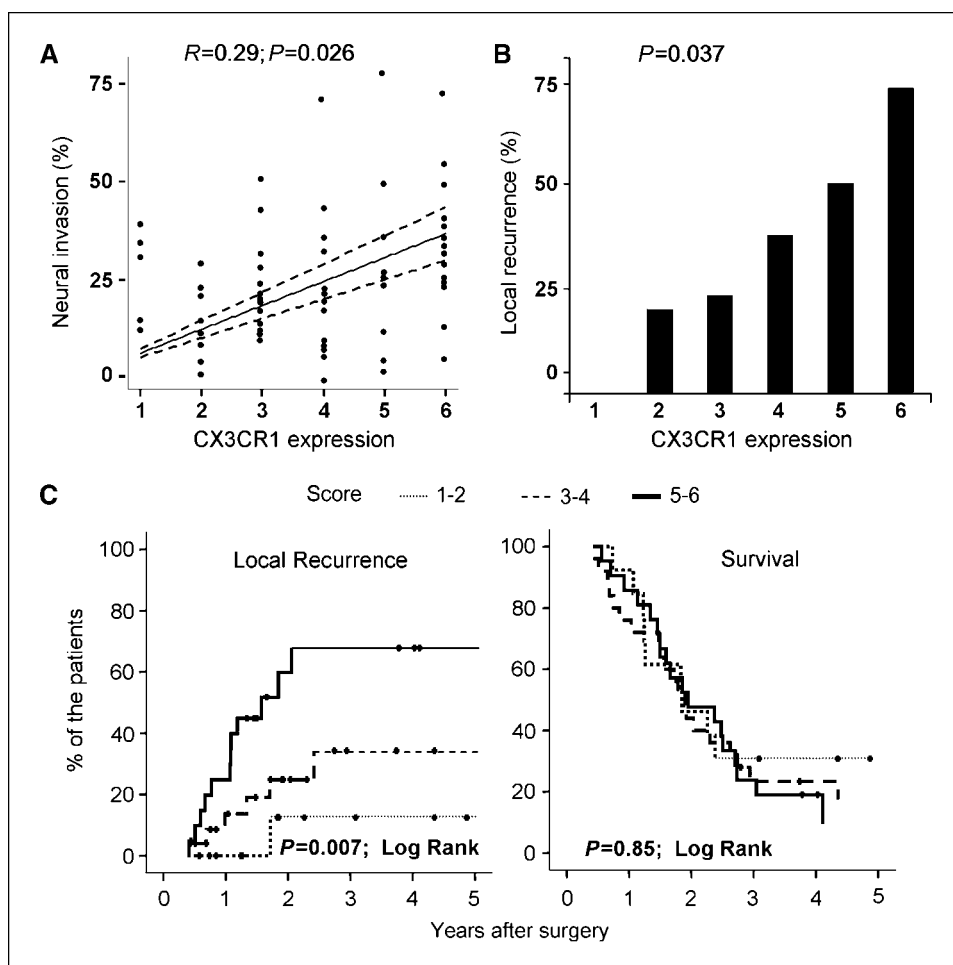 A
R=0.29; P=0.026
Neural invasion (%)
75
50
25
0
1 2 3 4 5 6
CX3CR1 expression
B
P=0.037
Local recurrence (%)
75
50
25
0
1 2 3 4 5 6
CX3CR1 expression
C
Score 1-2 3-4 5-6
Local Recurrence
% of the patients
100
80
60
40
20
0
P=0.007; Log Rank
0 1 2 3 4 5
Survival
100
80
60
40
20
0
P=0.85; Log Rank
0 1 2 3 4 5
Years after surgery